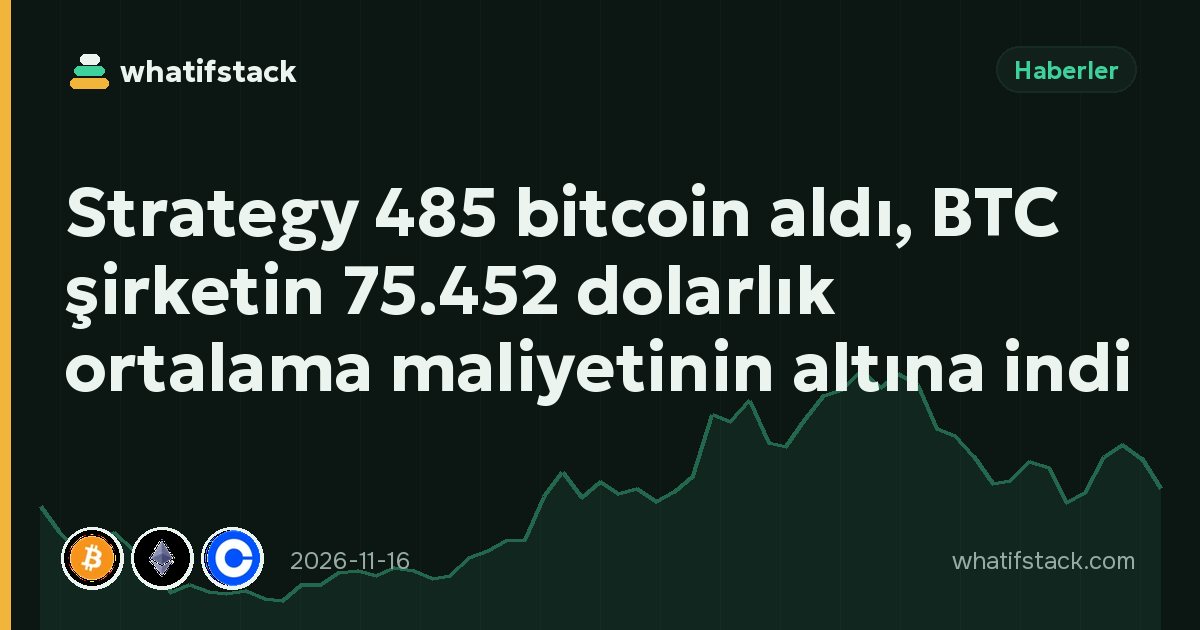 whatifstack
Haberler
Strategy 485 bitcoin aldı, BTC
şirketin 75.452 dolarlık
ortalama maliyetinin altına indi
2026-11-16
whatifstack.com